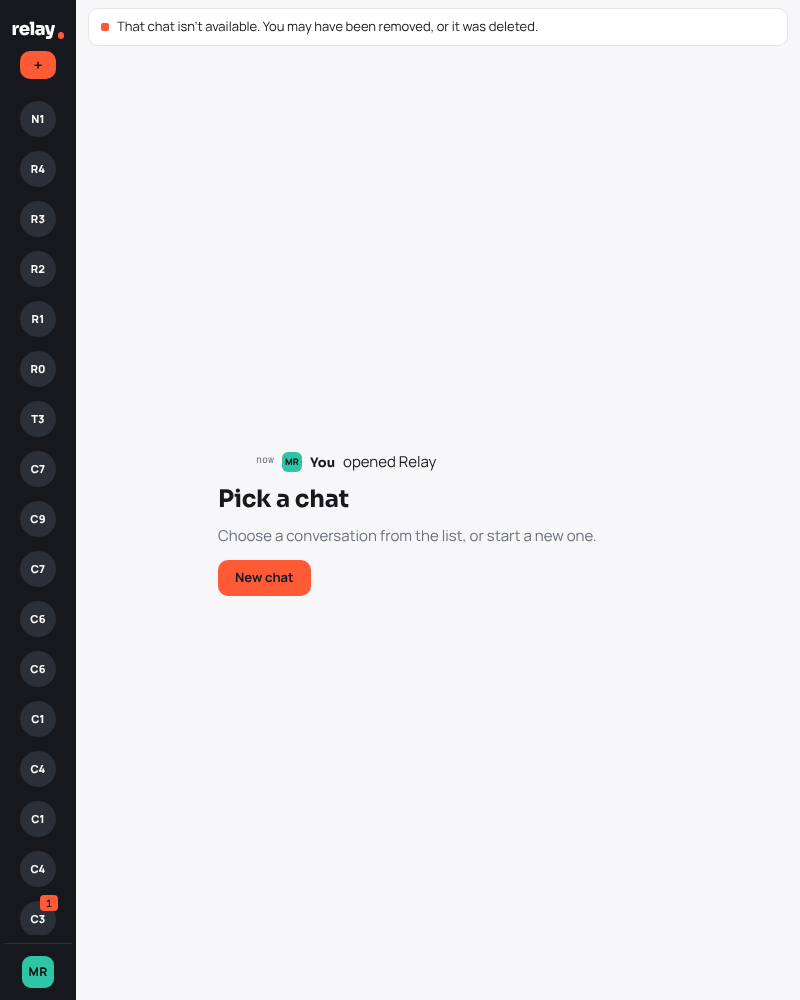 relay.
+
N1
R4
R3
R2
R1
R0
T3
C7
C9
C7
C6
C6
C1
C4
C1
C4
1
C3
MR
That chat isn't available. You may have been removed, or it was deleted.
now MR You opened Relay
Pick a chat
Choose a conversation from the list, or start a new one.
New chat